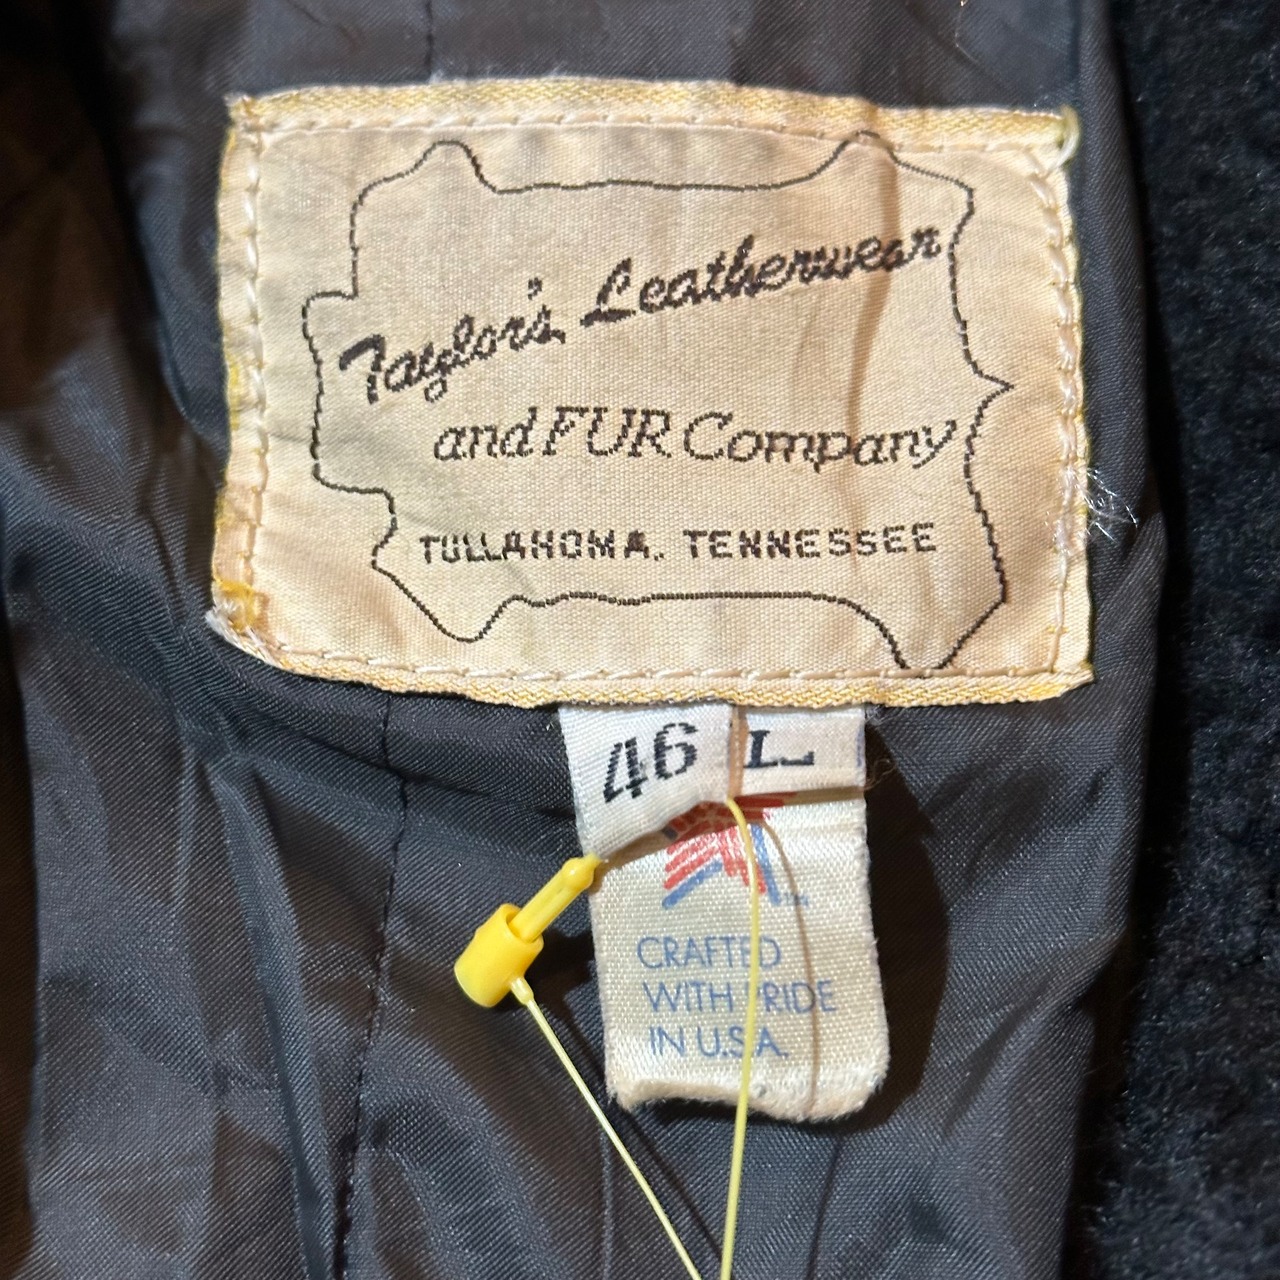 Taylor's Leatherwear
and FUR Company
TULLAHOMA, TENNESSEE
46 L
CRAFTED
WITH PRIDE
IN U.S.A.